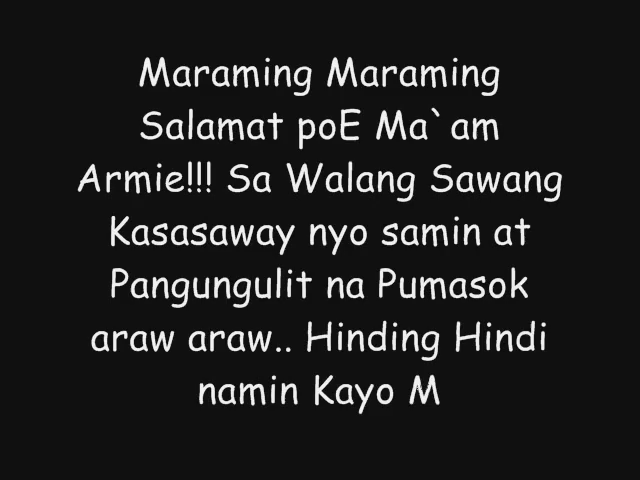 Maraming Maraming
Salamat poE Ma`am
Armie!!! Sa Walang Sawang
Kasasaway nyo samin at
Pangungulit na Pumasok
araw araw.. Hinding Hindi
namin Kayo M